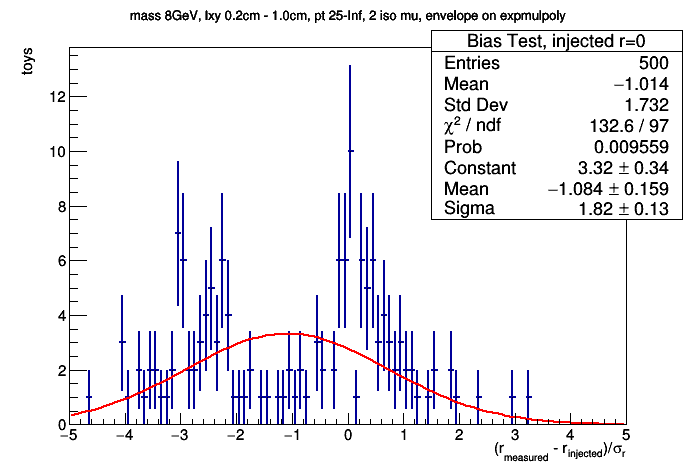 mass 8GeV, lxy 0.2cm - 1.0cm, pt 25-Inf, 2 iso mu, envelope on expmulpoly
Bias Test, injected r=0
Entries 500
Mean −1.014
Std Dev 1.732
χ² / ndf 132.6 / 97
Prob 0.009559
Constant 3.32 ± 0.34
Mean −1.084 ± 0.159
Sigma 1.82 ± 0.13
toys
12
10
8
6
4
2
0
−5 −4 −3 −2 −1 0 1 2 3 4 5
(r_measured - r_injected)/σ_r